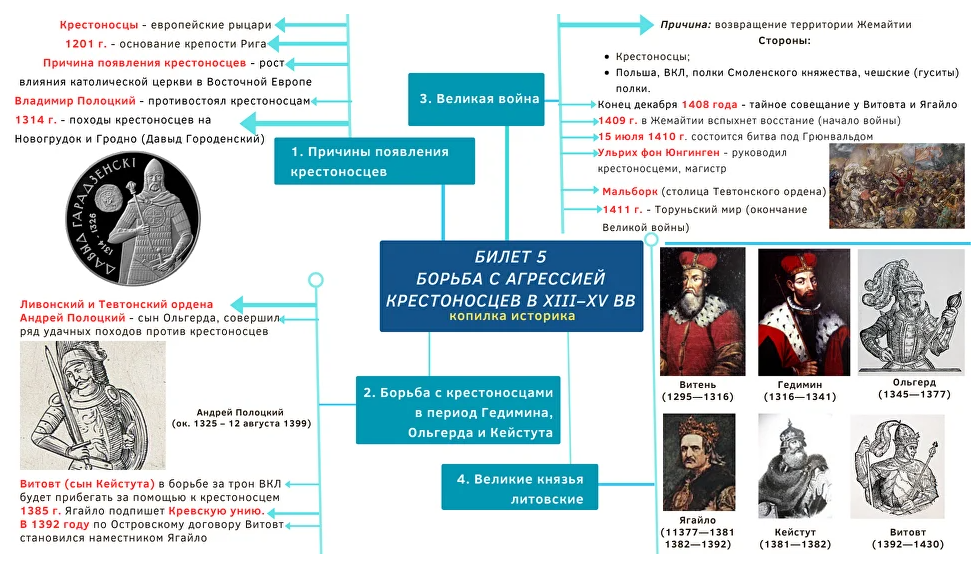 Крестоносцы - европейские рыцари
1201 г. - основание крепости Рига
Причина появления крестоносцев - рост
влияния католической церкви в Восточной Европе
Владимир Полоцкий - противостоял крестоносцам
1314 г. - походы крестоносцев на
Новогрудок и Гродно (Давыд Городенский)
ДАВЫД ГАРАДЗЕНСКІ
1314, 1326
1. Причины появления
крестоносцев
3. Великая война
Причина: возвращение территории Жемайтии
Стороны:
• Крестоносцы;
• Польша, ВКЛ, полки Смоленского княжества, чешские (гуситы)
полки.
Конец декабря 1408 года - тайное совещание у Витовта и Ягайло
1409 г. в Жемайтии вспыхнет восстание (начало войны)
15 июля 1410 г. состоится битва под Грюнвальдом
Ульрих фон Юнгинген - руководил
крестоносцеми, магистр
Мальборк (столица Тевтонского ордена)
1411 г. - Торуньский мир (окончание
Великой войны)
БИЛЕТ 5
БОРЬБА С АГРЕССИЕЙ
КРЕСТОНОСЦЕВ В XIII–XV ВВ
копилка историка
Ливонский и Тевтонский ордена
Андрей Полоцкий - сын Ольгерда, совершил
ряд удачных походов против крестоносцев
Андрей Полоцкий
(ок. 1325 – 12 августа 1399)
Витовт (сын Кейстута) в борьбе за трон ВКЛ
будет прибегать за помощью к крестоносцем
1385 г. Ягайло подпишет Кревскую унию.
В 1392 году по Островскому договору Витовт
становился наместником Ягайло
2. Борьба с крестоносцами
в период Гедимина,
Ольгерда и Кейстута
4. Великие князья
литовские
Витень
(1295—1316)
Гедимин
(1316—1341)
Ольгерд
(1345—1377)
Ягайло
(11377—1381
1382—1392)
Кейстут
(1381—1382)
Витовт
(1392—1430)